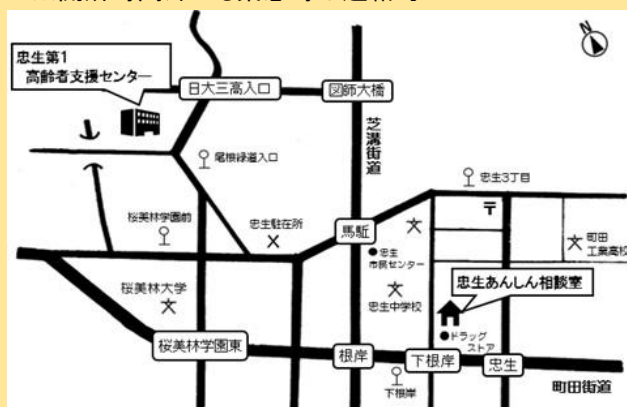 N
忠生第1
高齢者支援センター
日大三高入口
図師大橋
芝溝街道
尾根緑道入口
忠生3丁目
桜美林学園前
忠生駐在所
馬駈
忠生
市民センター
町田
工業高校
桜美林大学
忠生中学校
忠生あんしん相談室
ドラッグ
ストア
桜美林学園東
根岸
下根岸
忠生
下根岸
町田街道